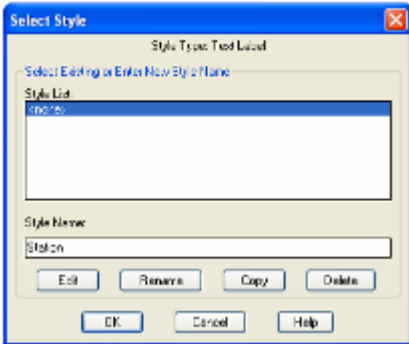 Select Style
Style Type: Text Label
Select Existing or Enter New Style Name
Style List:
<none>
Style Name:
Station
Edit Rename Copy Delete
OK Cancel Help